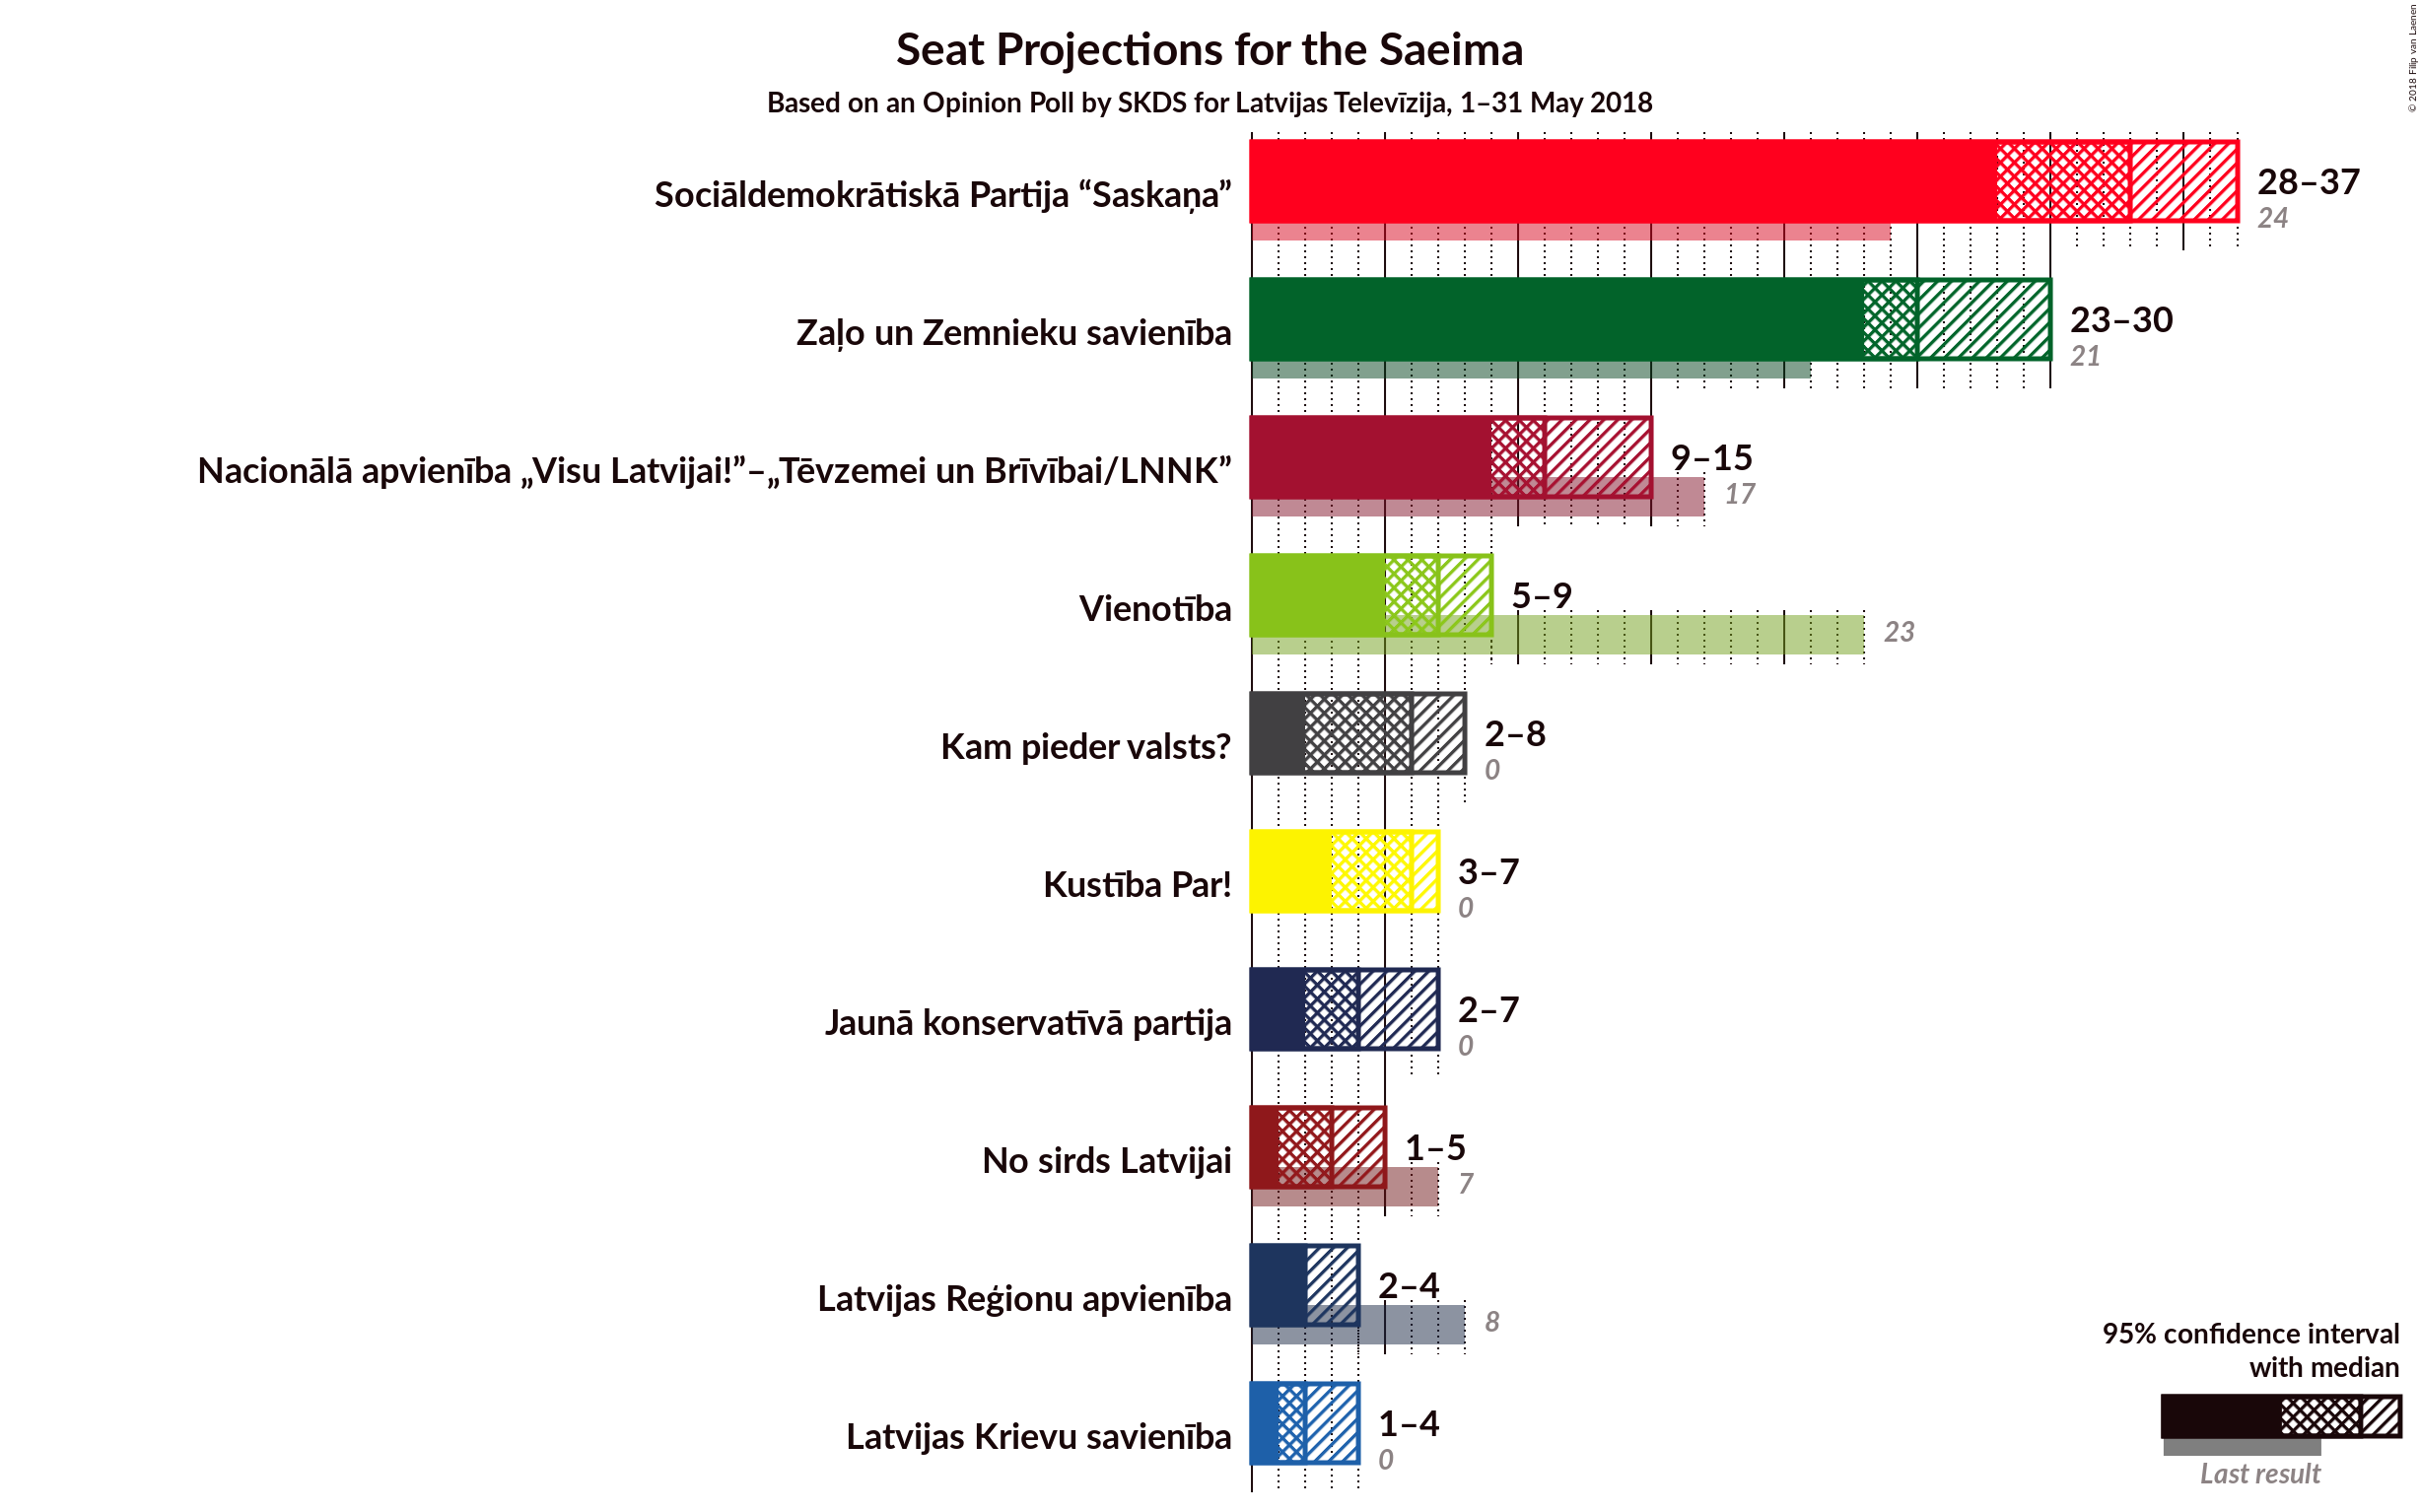 Seat Projections for the Saeima
Based on an Opinion Poll by SKDS for Latvijas Televīzija, 1–31 May 2018
© 2018 Filip van Laenen
Sociāldemokrātiskā Partija “Saskaņa”
28–37
24
Zaļo un Zemnieku savienība
23–30
21
Nacionālā apvienība „Visu Latvijai!”–„Tēvzemei un Brīvībai/LNNK”
9–15
17
Vienotība
5–9
23
Kam pieder valsts?
2–8
0
Kustība Par!
3–7
0
Jaunā konservatīvā partija
2–7
0
No sirds Latvijai
1–5
7
Latvijas Reģionu apvienība
2–4
8
Latvijas Krievu savienība
1–4
0
95% confidence interval
with median
Last result